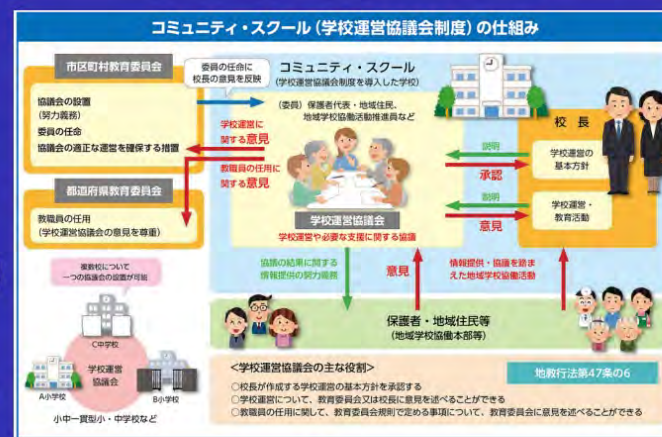 コミュニティ・スクール(学校運営協議会制度)の仕組み
市区町村教育委員会
協議会の設置
(努力義務)
委員の任命
協議会の適正な運営を確保する措置
都道府県教育委員会
教職員の任用
(学校運営協議会の意見を尊重)
委員の任命に
校長の意見を反映
学校運営に
関する意見
教職員の任用に
関する意見
コミュニティ・スクール
(学校運営協議会制度を導入した学校)
(委員)保護者代表・地域住民、
地域学校協働活動推進員など
学校運営協議会
学校運営や必要な支援に関する協議
校長
学校運営の
基本方針
学校運営・
教育活動
説明
承認
説明
意見
協議の結果に関する
情報提供の努力義務
意見
情報提供・協議を踏ま
えた地域学校協働活動
保護者・地域住民等
(地域学校協働本部等)
複数校について
一つの協議会の設置が可能
C中学校
学校運営
協議会
A小学校
B小学校
小中一貫型小・中学校など
<学校運営協議会の主な役割>
地教行法第47条の6
○校長が作成する学校運営の基本方針を承認する
○学校運営について、教育委員会又は校長に意見を述べることができる
○教職員の任用に関して、教育委員会規則で定める事項について、教育委員会に意見を述べることができる